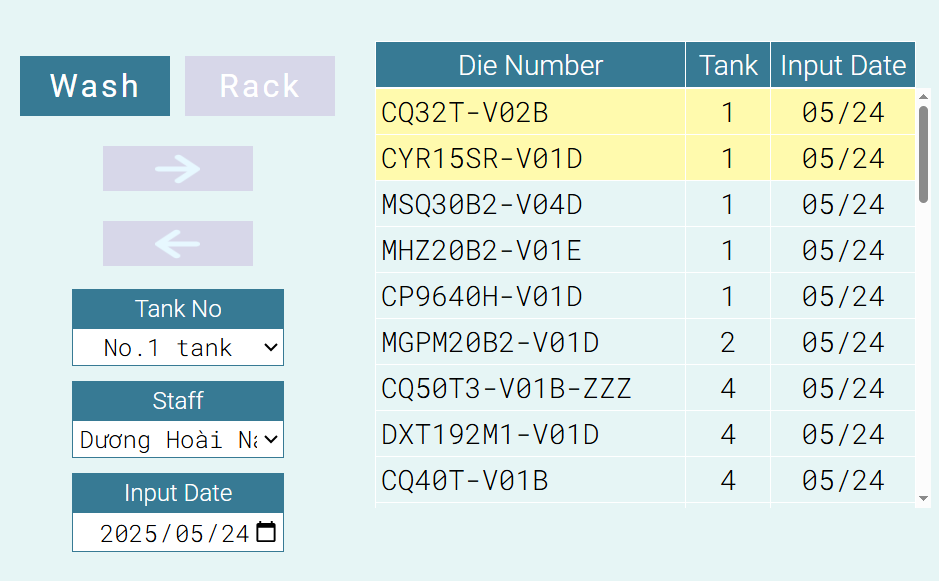 Wash Rack
Tank No
No.1 tank
Staff
Dương Hoài
Input Date
2025/05/24
Die Number Tank Input Date
CQ32T-V02B 1 05/24
CYR15SR-V01D 1 05/24
MSQ30B2-V04D 1 05/24
MHZ20B2-V01E 1 05/24
CP9640H-V01D 1 05/24
MGPM20B2-V01D 2 05/24
CQ50T3-V01B-ZZZ 4 05/24
DXT192M1-V01D 4 05/24
CQ40T-V01B 4 05/24